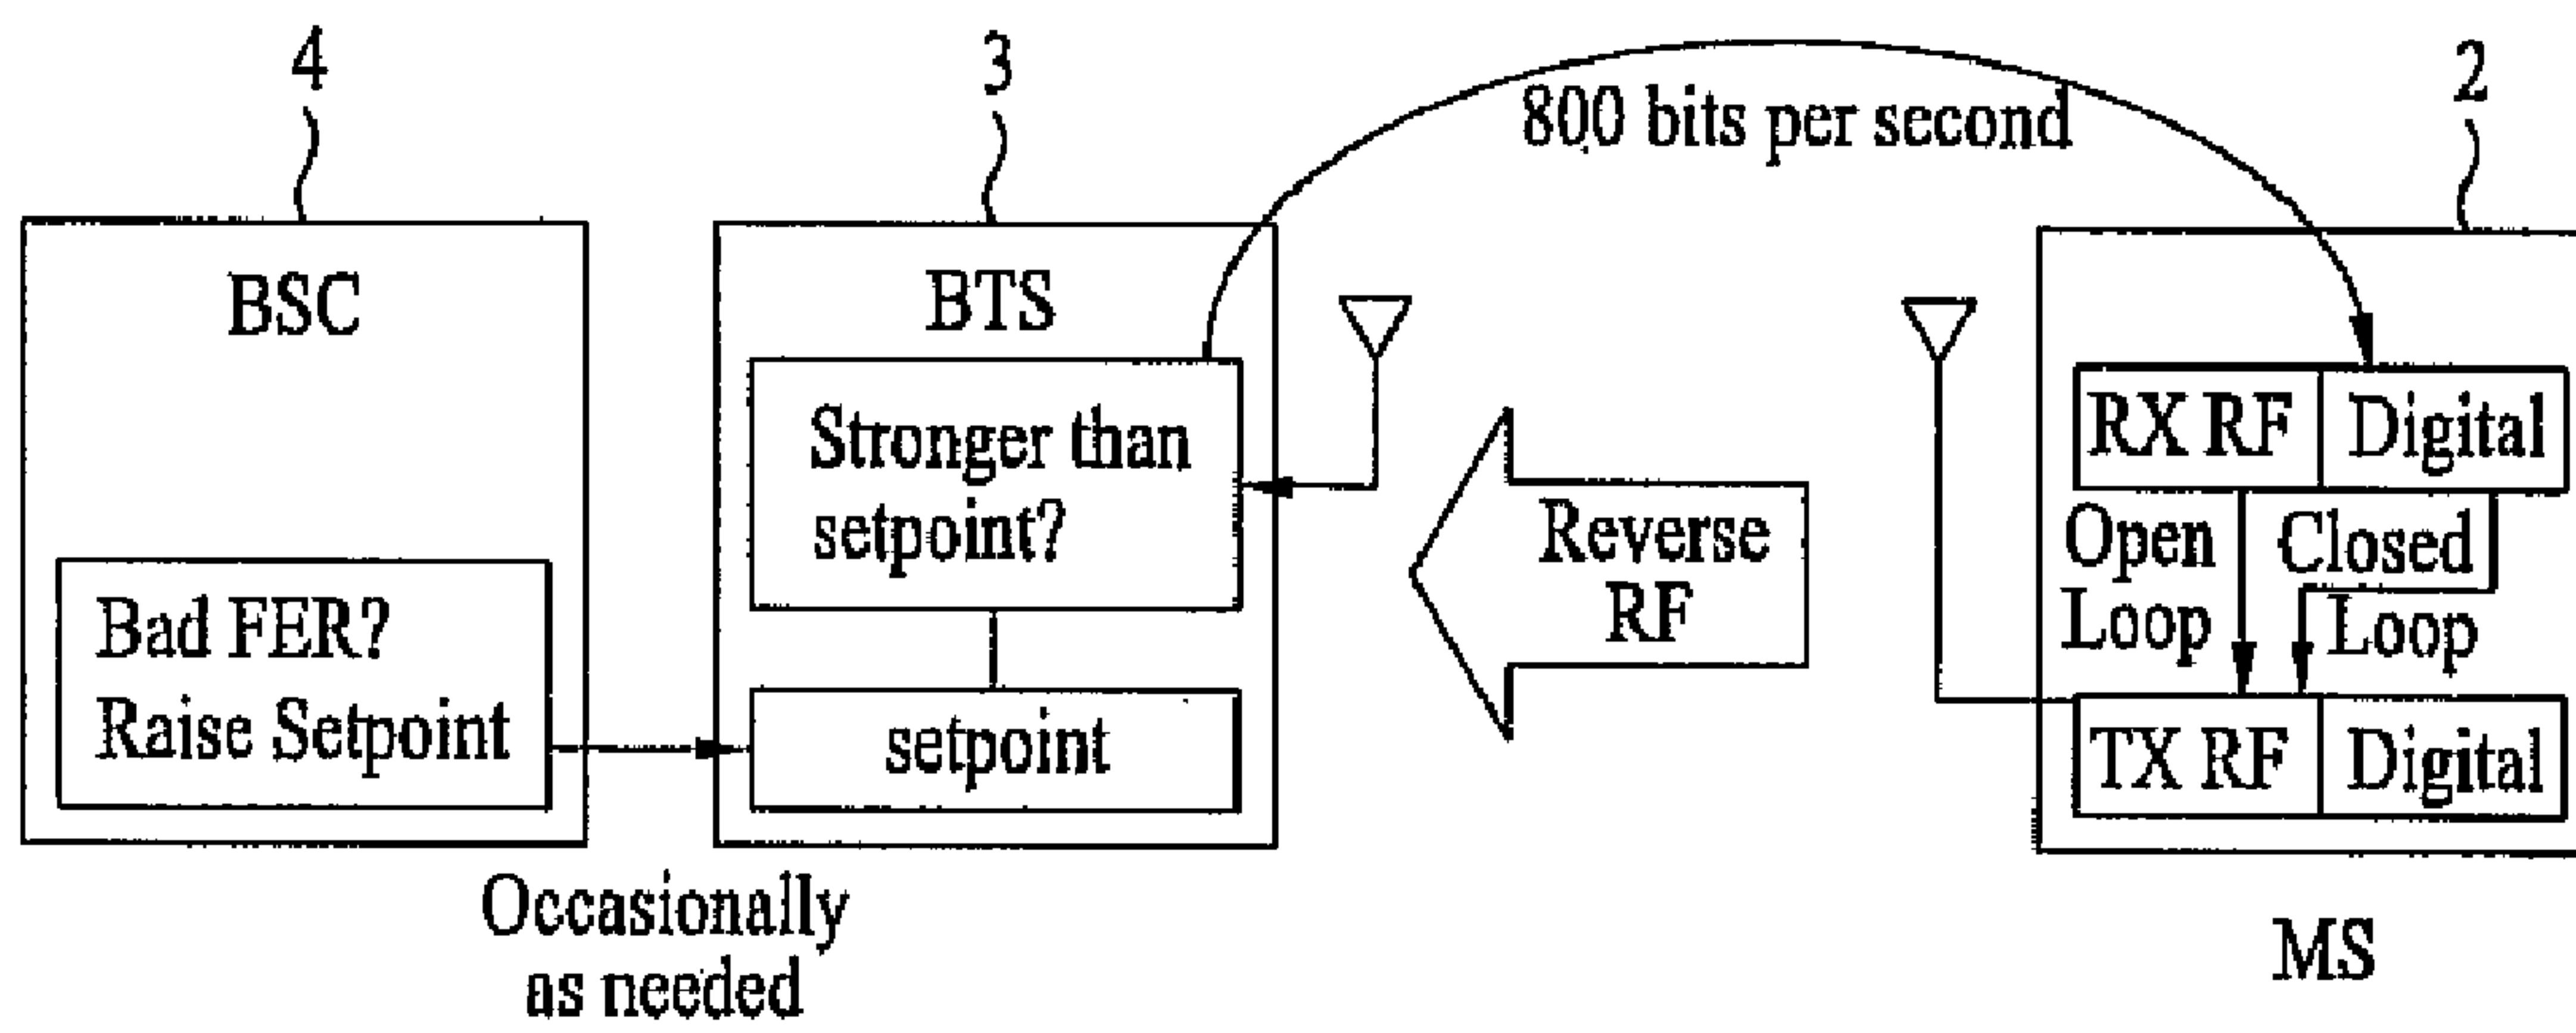 4
3
2
800 bits per second
BSC
BTS
Stronger than
setpoint?
Bad FER?
Raise Setpoint
setpoint
Occasionally
as needed
Reverse
RF
RX RF
Digital
Open
Loop
Closed
Loop
TX RF
Digital
MS